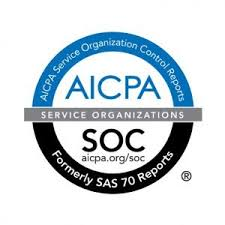 AICPA Service Organization Control Reports
AICPA
SERVICE ORGANIZATIONS
SOC
aicpa.org/soc
Formerly SAS 70 Reports
®